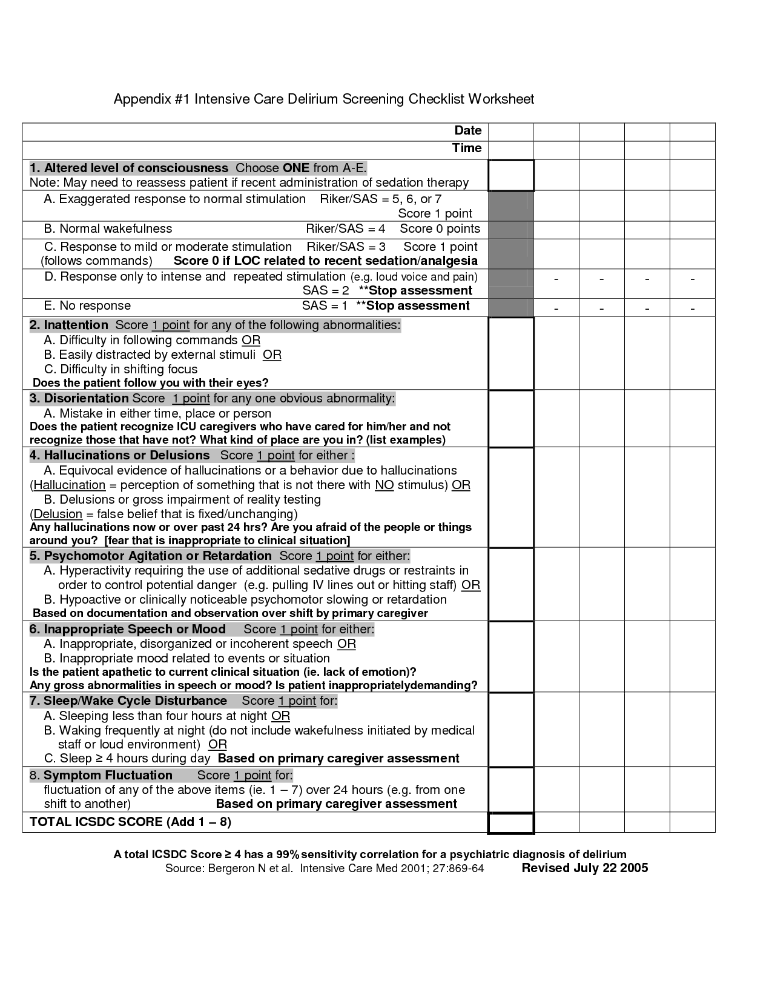 Appendix #1 Intensive Care Delirium Screening Checklist Worksheet
Date
Time
1. Altered level of consciousness Choose ONE from A-E.
Note: May need to reassess patient if recent administration of sedation therapy
A. Exaggerated response to normal stimulation Riker/SAS = 5, 6, or 7
Score 1 point
B. Normal wakefulness Riker/SAS = 4 Score 0 points
C. Response to mild or moderate stimulation Riker/SAS = 3 Score 1 point
(follows commands) Score 0 if LOC related to recent sedation/analgesia
D. Response only to intense and repeated stimulation (e.g. loud voice and pain) - - - -
SAS = 2 **Stop assessment
E. No response SAS = 1 **Stop assessment - - - -
2. Inattention Score 1 point for any of the following abnormalities:
A. Difficulty in following commands OR
B. Easily distracted by external stimuli OR
C. Difficulty in shifting focus
Does the patient follow you with their eyes?
3. Disorientation Score 1 point for any one obvious abnormality:
A. Mistake in either time, place or person
Does the patient recognize ICU caregivers who have cared for him/her and not
recognize those that have not? What kind of place are you in? (list examples)
4. Hallucinations or Delusions Score 1 point for either :
A. Equivocal evidence of hallucinations or a behavior due to hallucinations
(Hallucination = perception of something that is not there with NO stimulus) OR
B. Delusions or gross impairment of reality testing
(Delusion = false belief that is fixed/unchanging)
Any hallucinations now or over past 24 hrs? Are you afraid of the people or things
around you? [fear that is inappropriate to clinical situation]
5. Psychomotor Agitation or Retardation Score 1 point for either:
A. Hyperactivity requiring the use of additional sedative drugs or restraints in
order to control potential danger (e.g. pulling IV lines out or hitting staff) OR
B. Hypoactive or clinically noticeable psychomotor slowing or retardation
Based on documentation and observation over shift by primary caregiver
6. Inappropriate Speech or Mood Score 1 point for either:
A. Inappropriate, disorganized or incoherent speech OR
B. Inappropriate mood related to events or situation
Is the patient apathetic to current clinical situation (ie. lack of emotion)?
Any gross abnormalities in speech or mood? Is patient inappropriatelydemanding?
7. Sleep/Wake Cycle Disturbance Score 1 point for:
A. Sleeping less than four hours at night OR
B. Waking frequently at night (do not include wakefulness initiated by medical
staff or loud environment) OR
C. Sleep ≥ 4 hours during day Based on primary caregiver assessment
8. Symptom Fluctuation Score 1 point for:
fluctuation of any of the above items (ie. 1 – 7) over 24 hours (e.g. from one
shift to another) Based on primary caregiver assessment
TOTAL ICSDC SCORE (Add 1 – 8)
A total ICSDC Score ≥ 4 has a 99% sensitivity correlation for a psychiatric diagnosis of delirium
Source: Bergeron N et al. Intensive Care Med 2001; 27:869-64 Revised July 22 2005